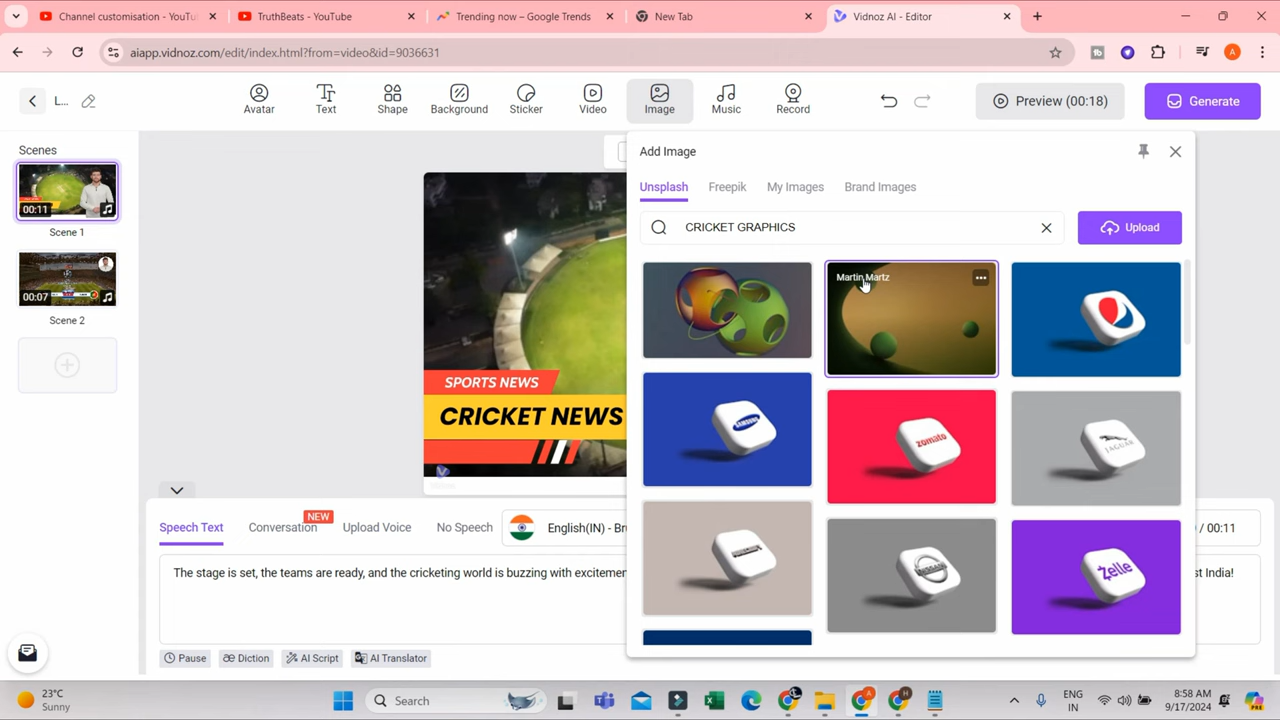 Channel customisation - YouTu
TruthBeats - YouTube
Trending now – Google Trends
New Tab
Vidnoz AI - Editor
aiapp.vidnoz.com/edit/index.html?from=video&id=9036631
A
L...
Avatar
Text
Shape
Background
Sticker
Video
Image
Music
Record
Preview (00:18)
Generate
Scenes
00:11
Scene 1
00:07
Scene 2
SPORTS NEWS
CRICKET NEWS
Add Image
Unsplash
Freepik
My Images
Brand Images
CRICKET GRAPHICS
Upload
Martin Martz
SAMSUNG
zomato
JAGUAR
Zelle
Speech Text
Conversation
NEW
Upload Voice
No Speech
English(IN) - Br
/ 00:11
The stage is set, the teams are ready, and the cricketing world is buzzing with excitemen
st India!
Pause
Diction
AI Script
AI Translator
23°C
Sunny
Search
ENG
IN
8:58 AM
9/17/2024